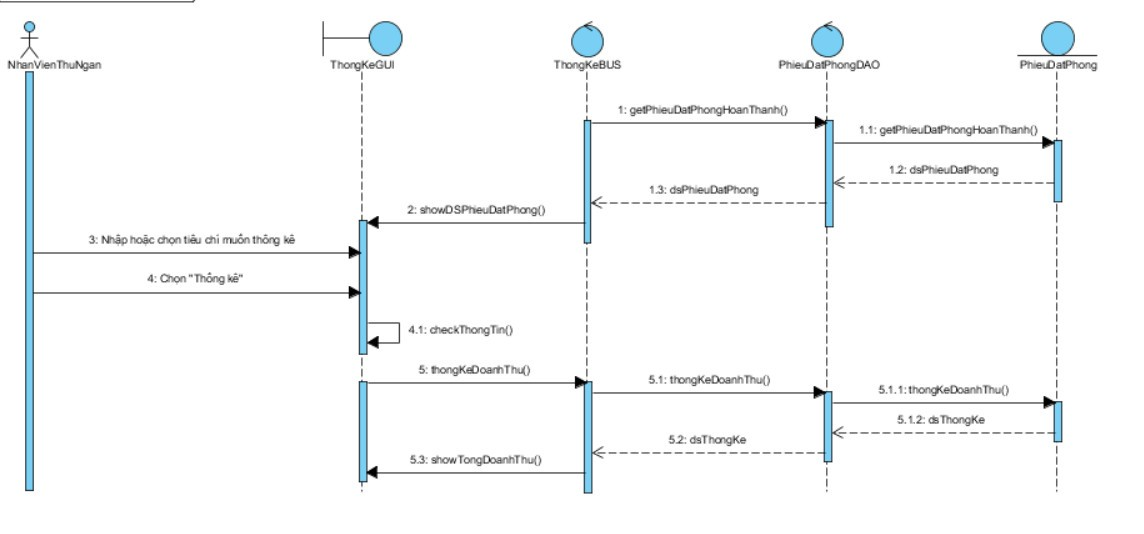 NhanVienThuNgan
ThongKeGUI
ThongKeBUS
PhieuDatPhongDAO
PhieuDatPhong
1: getPhieuDatPhongHoanThanh()
1.1: getPhieuDatPhongHoanThanh()
1.2: dsPhieuDatPhong
1.3: dsPhieuDatPhong
2: showDSPhieuDatPhong()
3: Nhập hoặc chọn tiêu chí muốn thống kê
4: Chọn "Thống kê"
4.1: checkThongTin()
5: thongKeDoanhThu()
5.1: thongKeDoanhThu()
5.1.1: thongKeDoanhThu()
5.1.2: dsThongKe
5.2: dsThongKe
5.3: showTongDoanhThu()